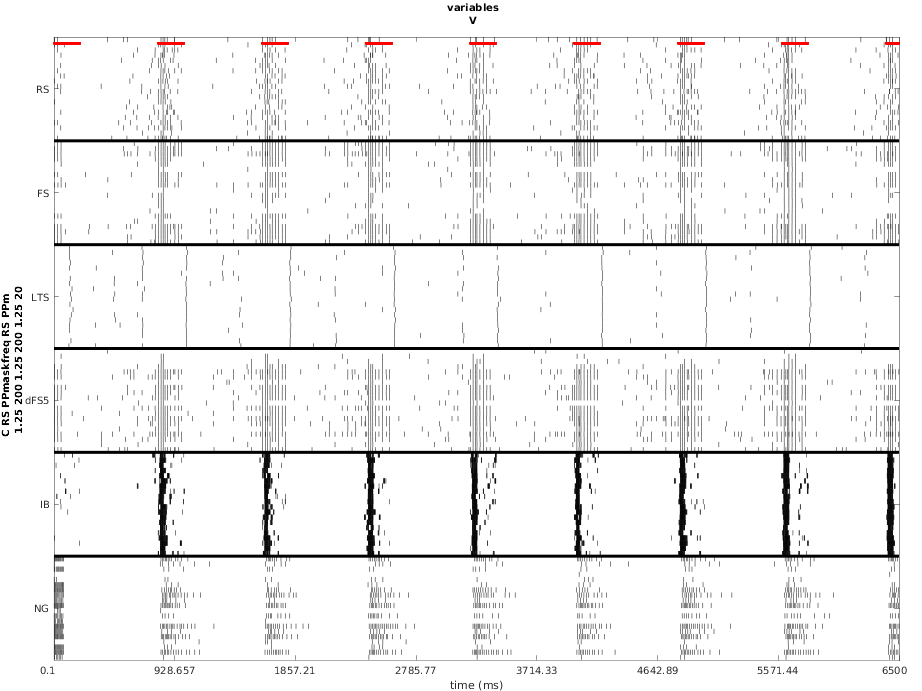 variables
V
C RS PPmaskfreq RS PPm
1.25 200 1.25 200 1.25 20
RS
FS
LTS
dFS5
IB
NG
0.1 928.657 1857.21 2785.77 3714.33 4642.89 5571.44 6500
time (ms)